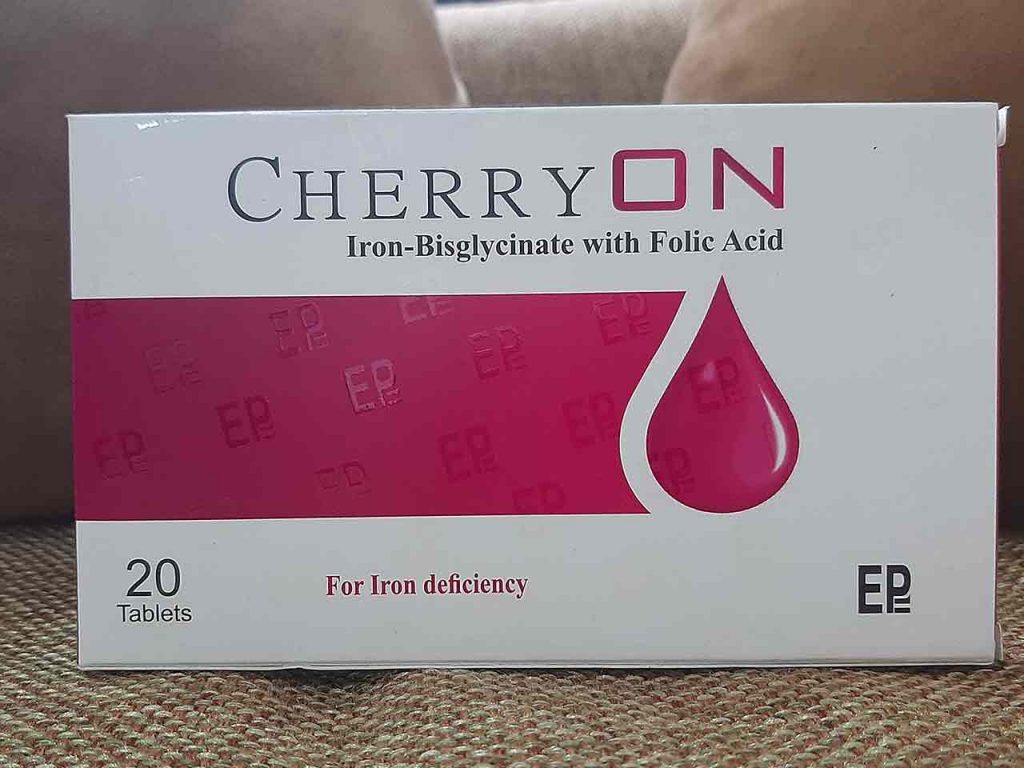 CHERRYON
Iron-Bisglycinate with Folic Acid
20
Tablets
For Iron deficiency
EP